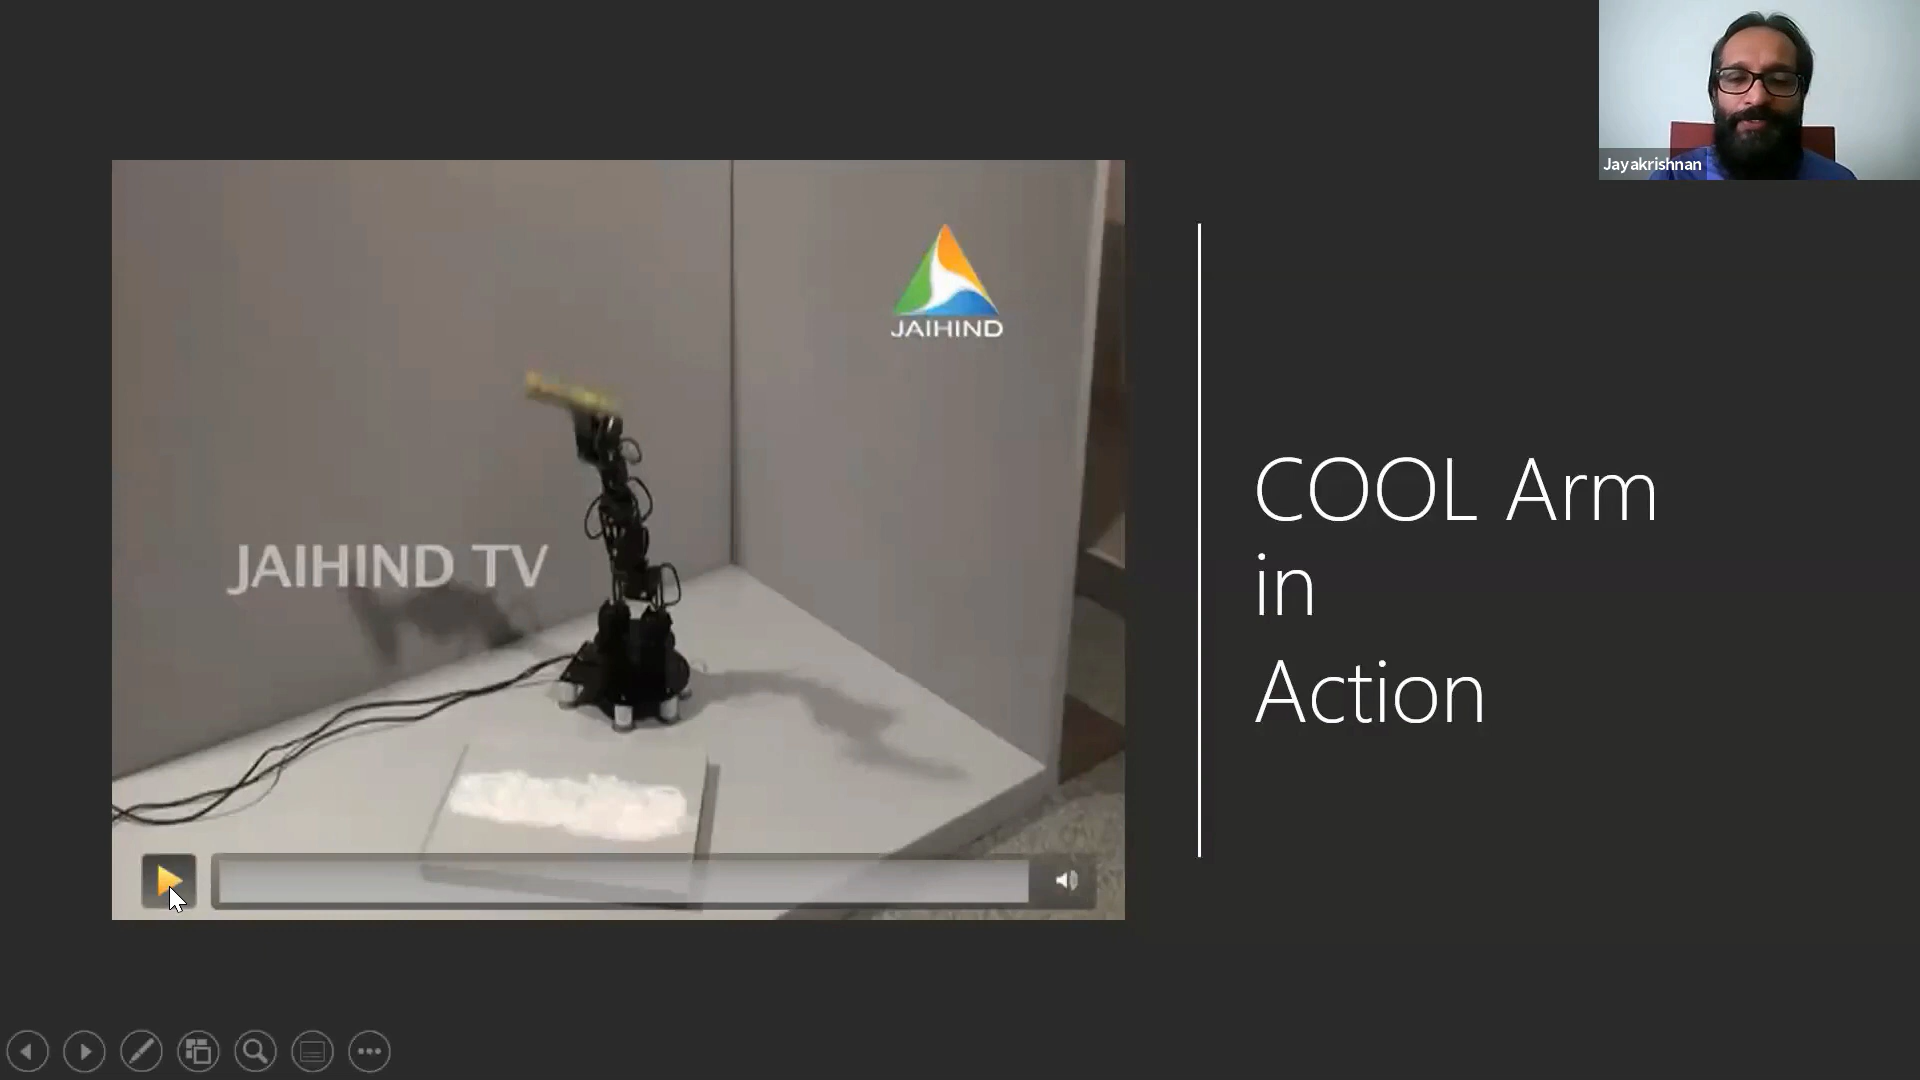 Jayakrishnan
JAIHIND
JAIHIND TV
COOL Arm
in
Action